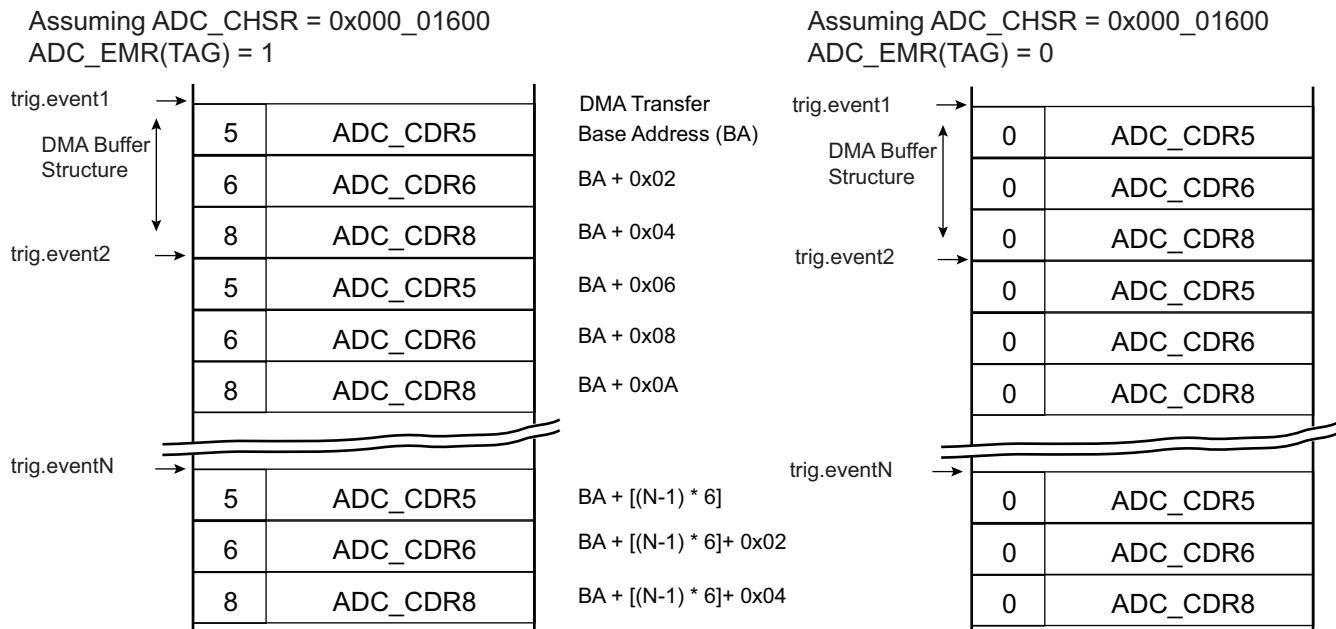 Assuming ADC_CHSR = 0x000_01600
ADC_EMR(TAG) = 1
trig.event1
DMA Buffer
Structure
trig.event2
trig.eventN
5 ADC_CDR5
6 ADC_CDR6
8 ADC_CDR8
5 ADC_CDR5
6 ADC_CDR6
8 ADC_CDR8
5 ADC_CDR5
6 ADC_CDR6
8 ADC_CDR8
DMA Transfer
Base Address (BA)
BA + 0x02
BA + 0x04
BA + 0x06
BA + 0x08
BA + 0x0A
BA + [(N-1) * 6]
BA + [(N-1) * 6]+ 0x02
BA + [(N-1) * 6]+ 0x04
Assuming ADC_CHSR = 0x000_01600
ADC_EMR(TAG) = 0
trig.event1
DMA Buffer
Structure
trig.event2
trig.eventN
0 ADC_CDR5
0 ADC_CDR6
0 ADC_CDR8
0 ADC_CDR5
0 ADC_CDR6
0 ADC_CDR8
0 ADC_CDR5
0 ADC_CDR6
0 ADC_CDR8